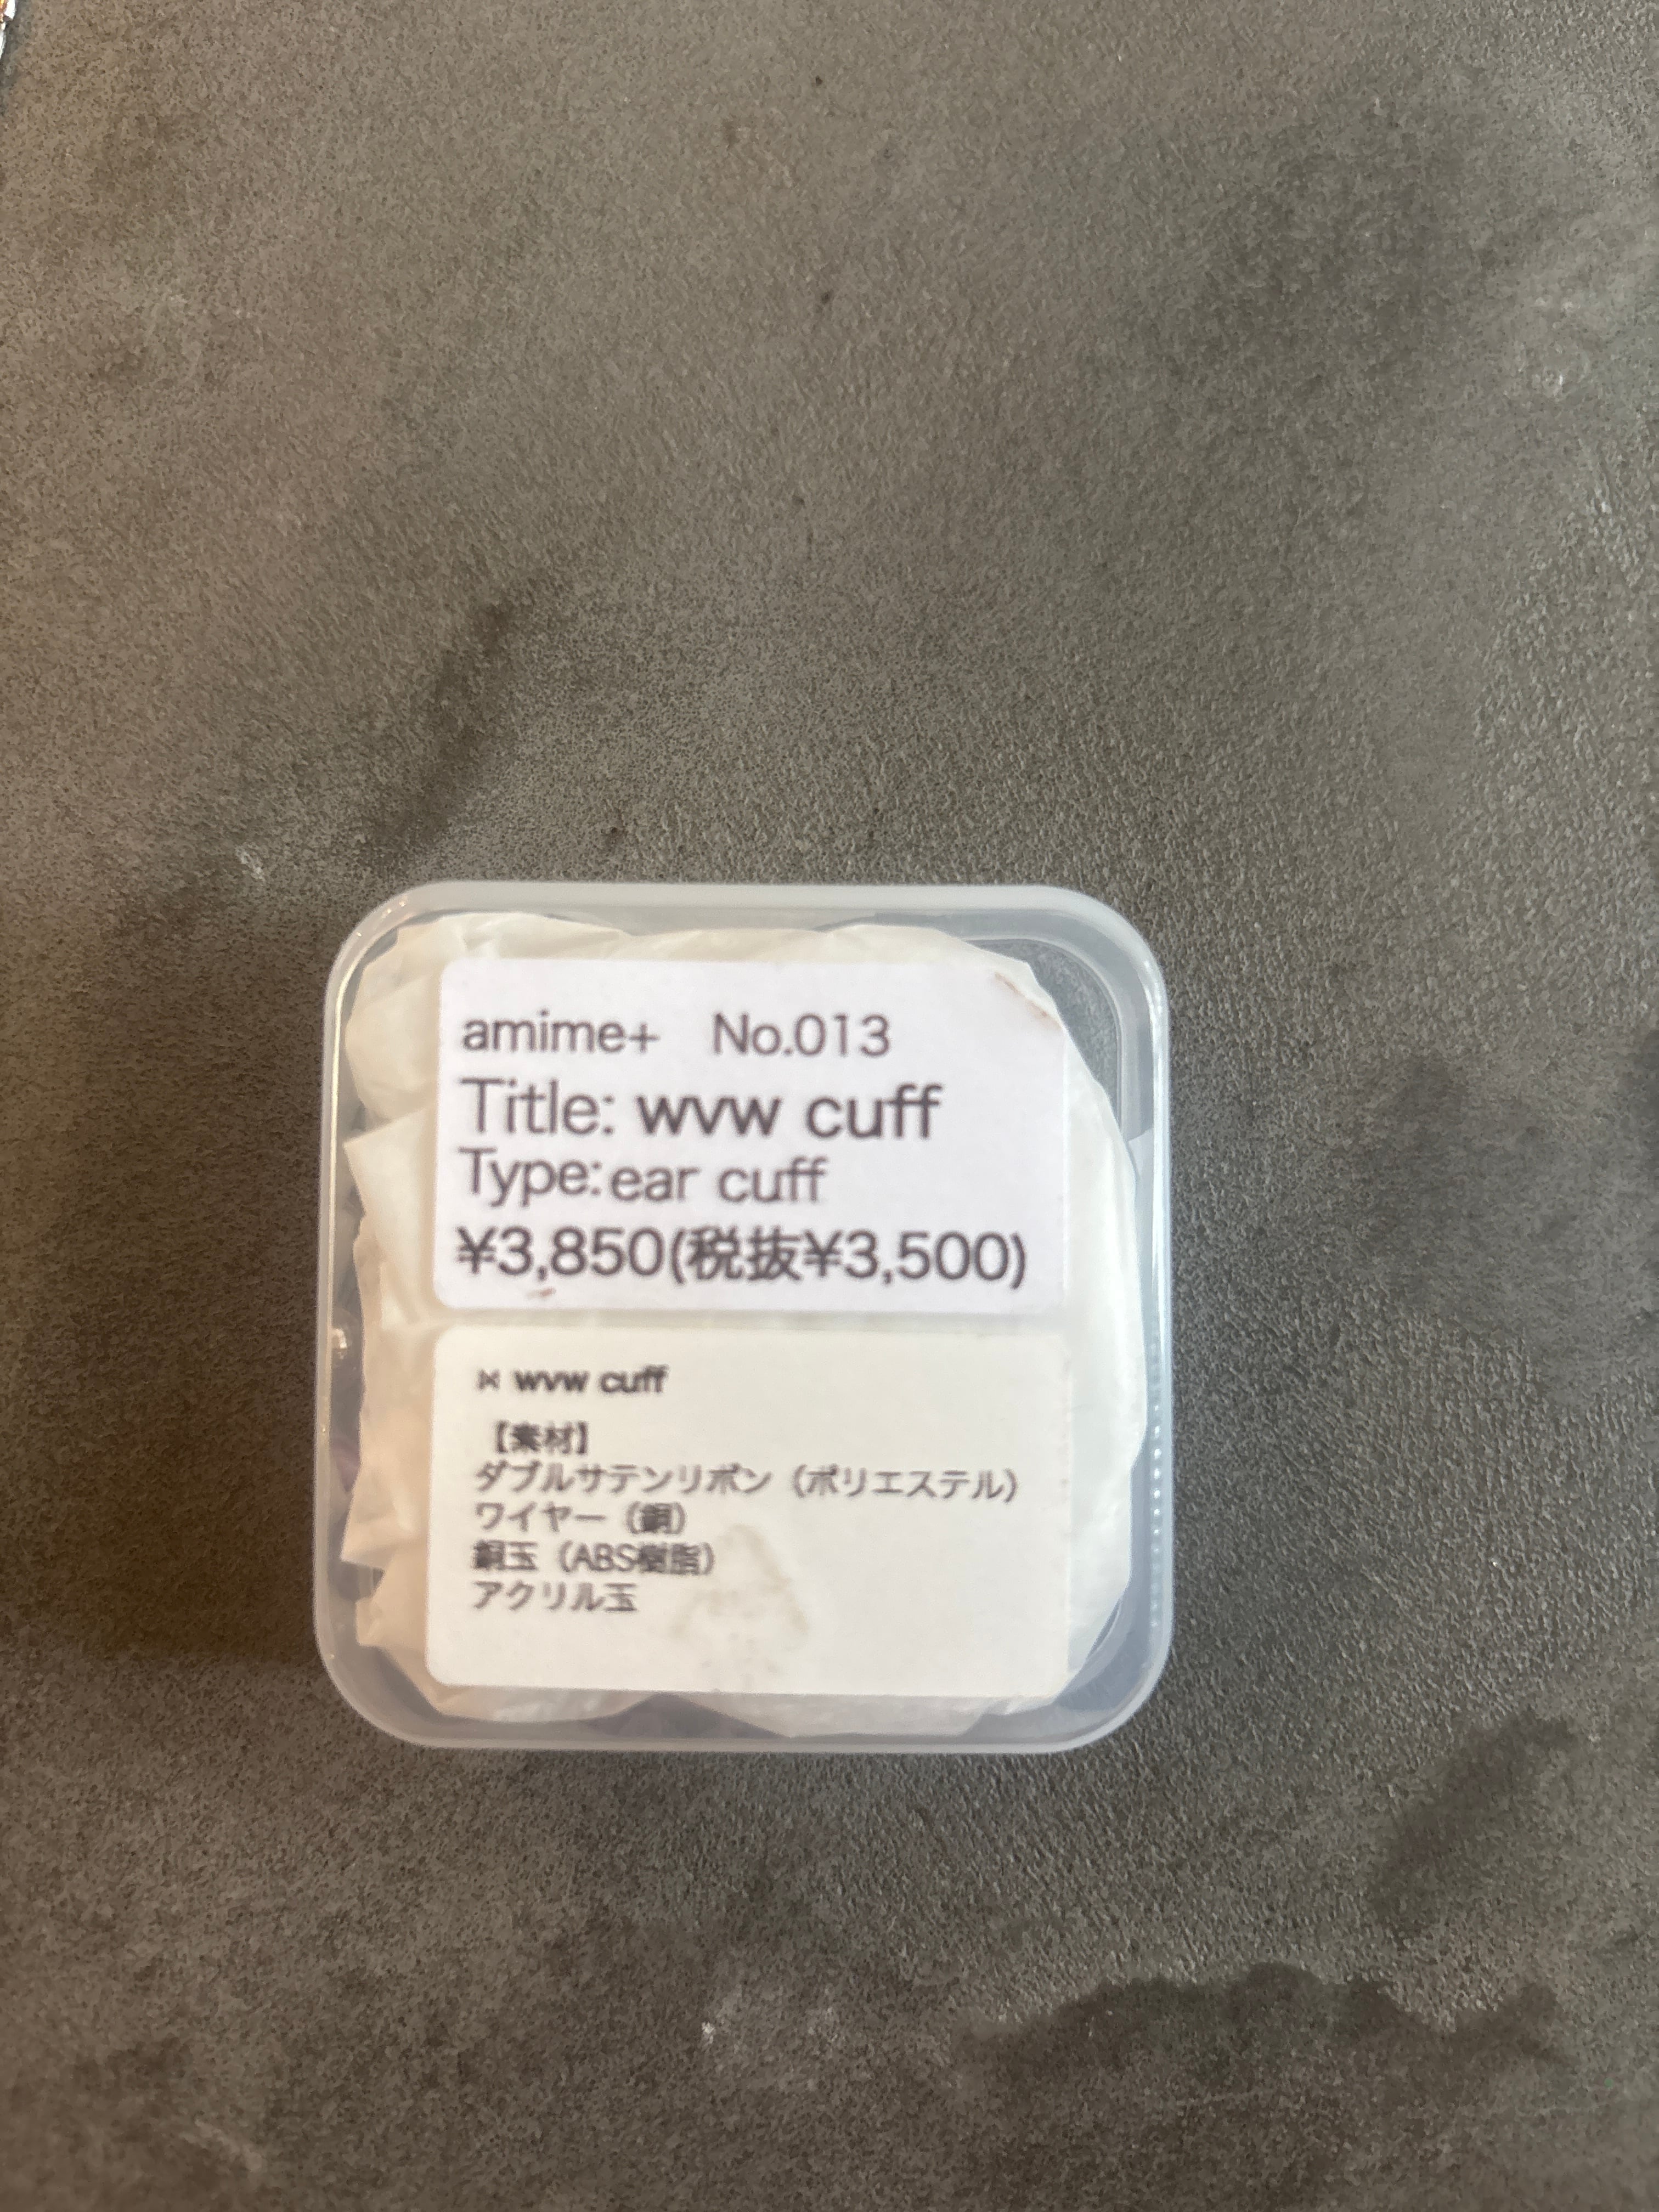 amime+ No.013
Title: wvw cuff
Type: ear cuff
¥3,850(税抜¥3,500)
wvw cuff
【素材】
ダブルサテンリボン（ポリエステル）
ワイヤー（銅）
銅玉（ABS樹脂）
アクリル玉